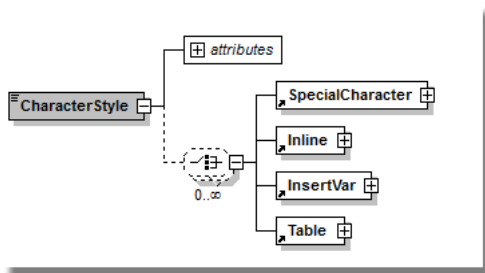 attributes
CharacterStyle
SpecialCharacter
Inline
0..∞
InsertVar
Table